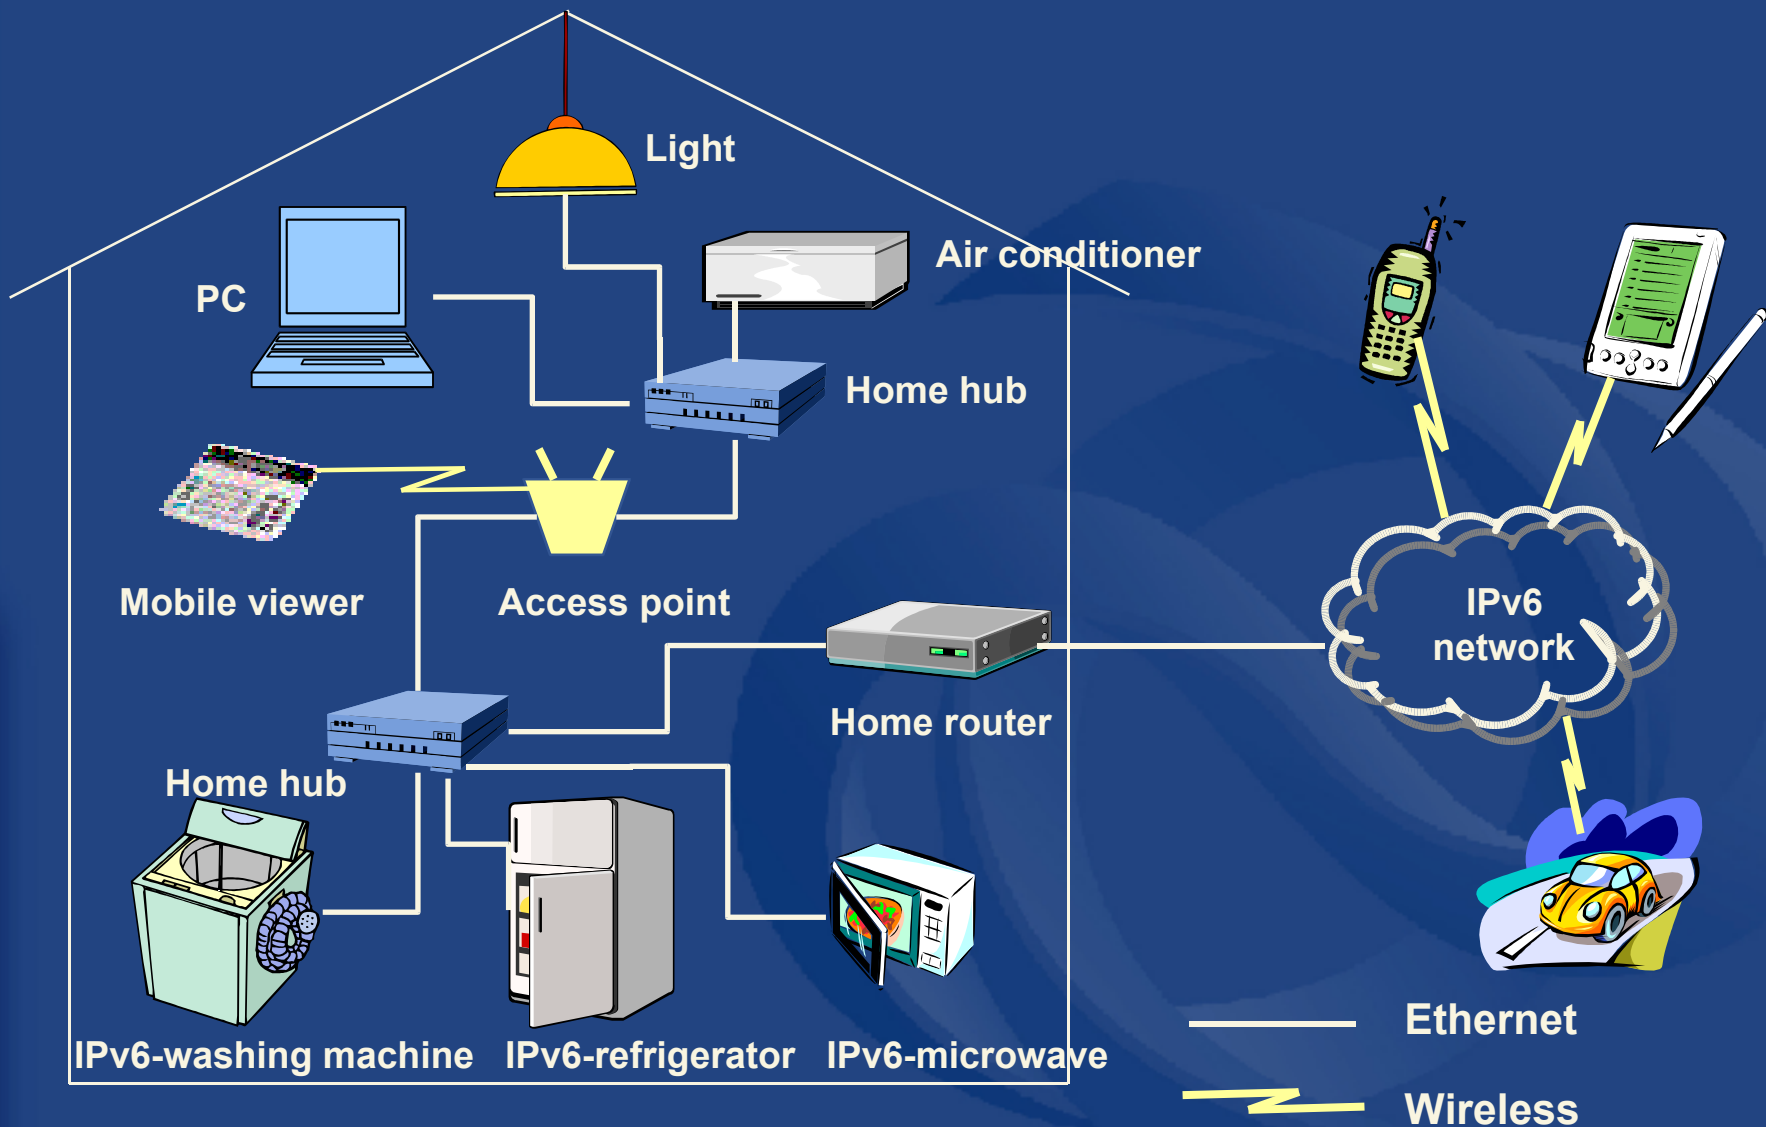 Light
Air conditioner
PC
Home hub
Mobile viewer
Access point
IPv6
network
Home router
Home hub
IPv6-washing machine
IPv6-refrigerator
IPv6-microwave
Ethernet
Wireless